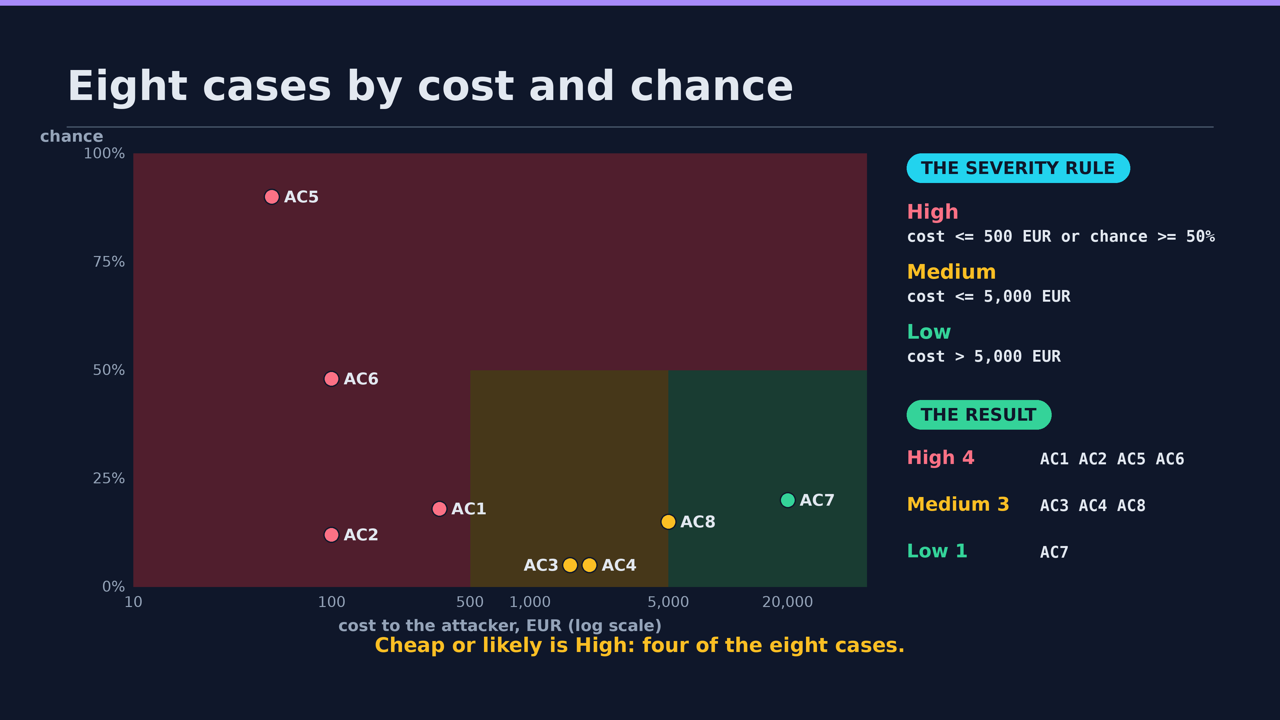 Eight cases by cost and chance
chance
100%
75%
50%
25%
0%
AC5
AC6
AC1
AC2
AC3
AC4
AC8
AC7
10
100
500
1,000
5,000
20,000
cost to the attacker, EUR (log scale)
THE SEVERITY RULE
High
cost <= 500 EUR or chance >= 50%
Medium
cost <= 5,000 EUR
Low
cost > 5,000 EUR
THE RESULT
High 4 AC1 AC2 AC5 AC6
Medium 3 AC3 AC4 AC8
Low 1 AC7
Cheap or likely is High: four of the eight cases.